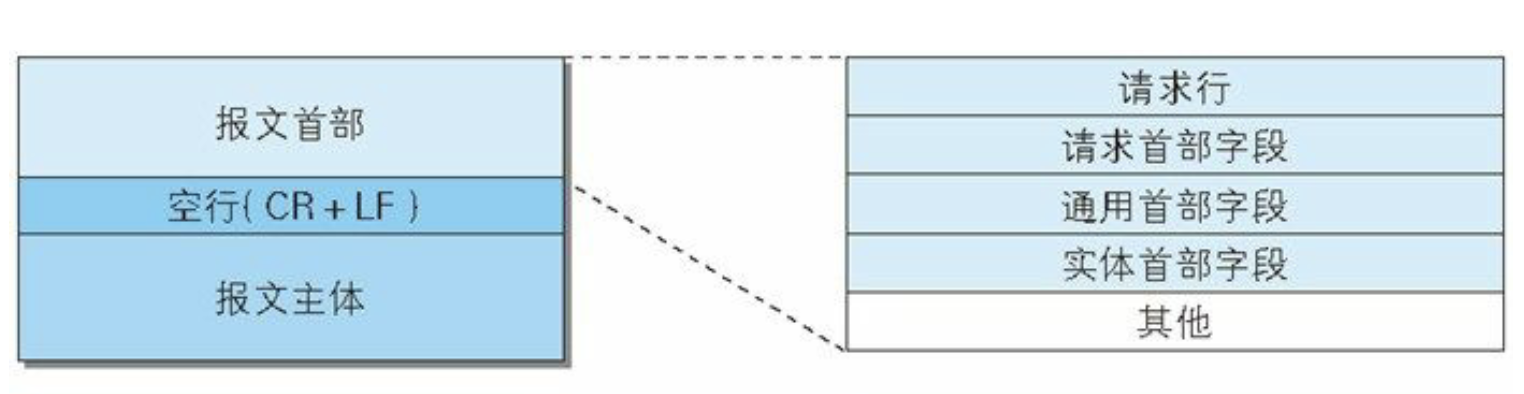 报文首部
空行( CR + LF )
报文主体
请求行
请求首部字段
通用首部字段
实体首部字段
其他